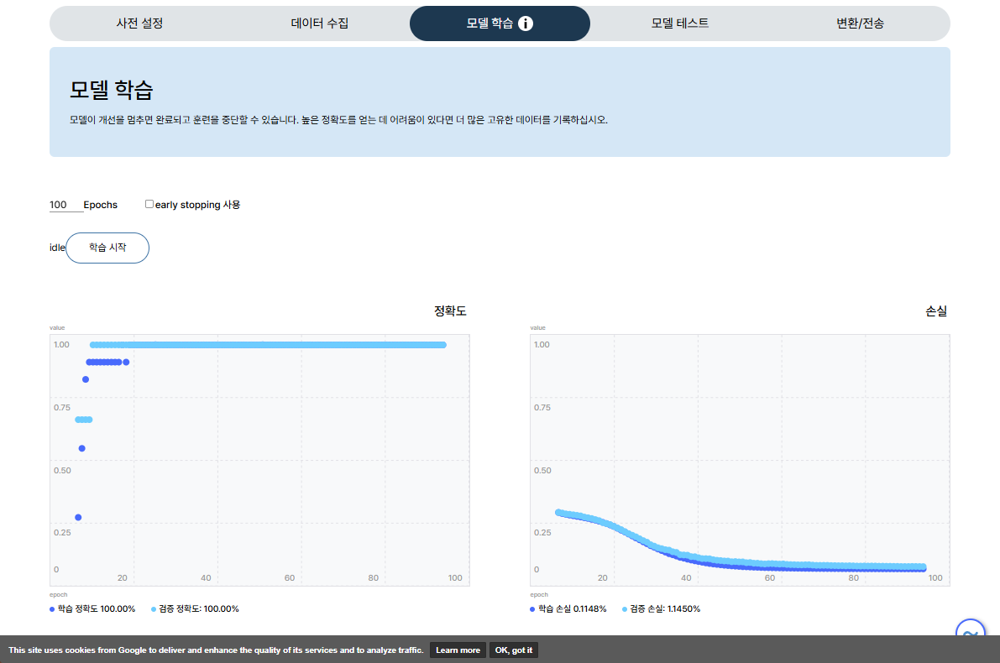 사전 설정 데이터 수집 모델 학습 i 모델 테스트 변환/전송
모델 학습
모델이 개선을 멈추면 완료되고 훈련을 중단할 수 있습니다. 높은 정확도를 얻는 데 어려움이 있다면 더 많은 고유한 데이터를 기록하십시오.
100 Epochs early stopping 사용
idle 학습 시작
정확도
value
1.00
0.75
0.50
0.25
0
20 40 60 80 100
epoch
학습 정확도 100.00% 검증 정확도: 100.00%
손실
value
1.00
0.75
0.50
0.25
0
20 40 60 80 100
epoch
학습 손실 0.1148% 검증 손실: 1.1450%
This site uses cookies from Google to deliver and enhance the quality of its services and to analyze traffic. Learn more OK, got it